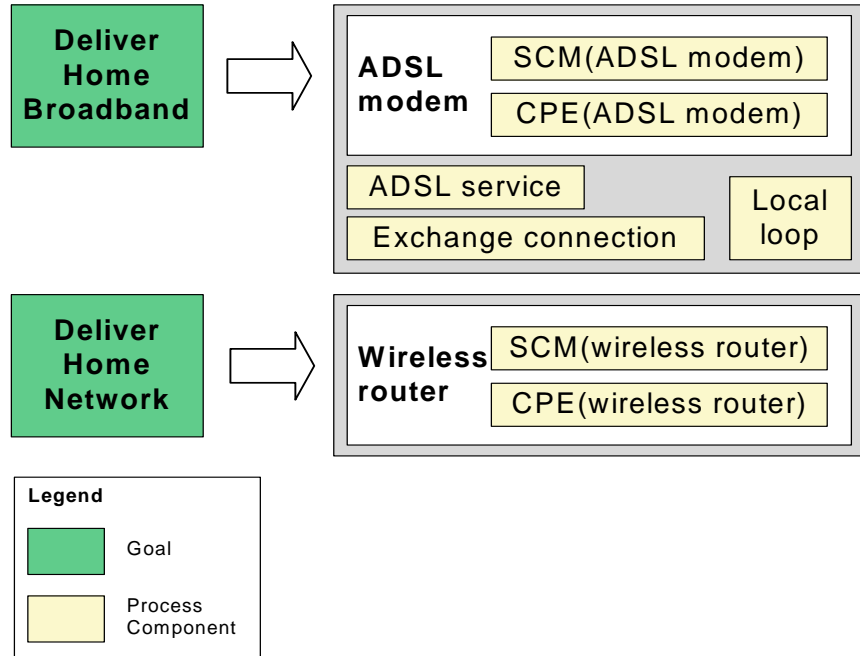 Deliver
Home
Broadband
ADSL
modem
SCM(ADSL modem)
CPE(ADSL modem)
ADSL service
Exchange connection
Local
loop
Deliver
Home
Network
Wireless
router
SCM(wireless router)
CPE(wireless router)
Legend
Goal
Process
Component